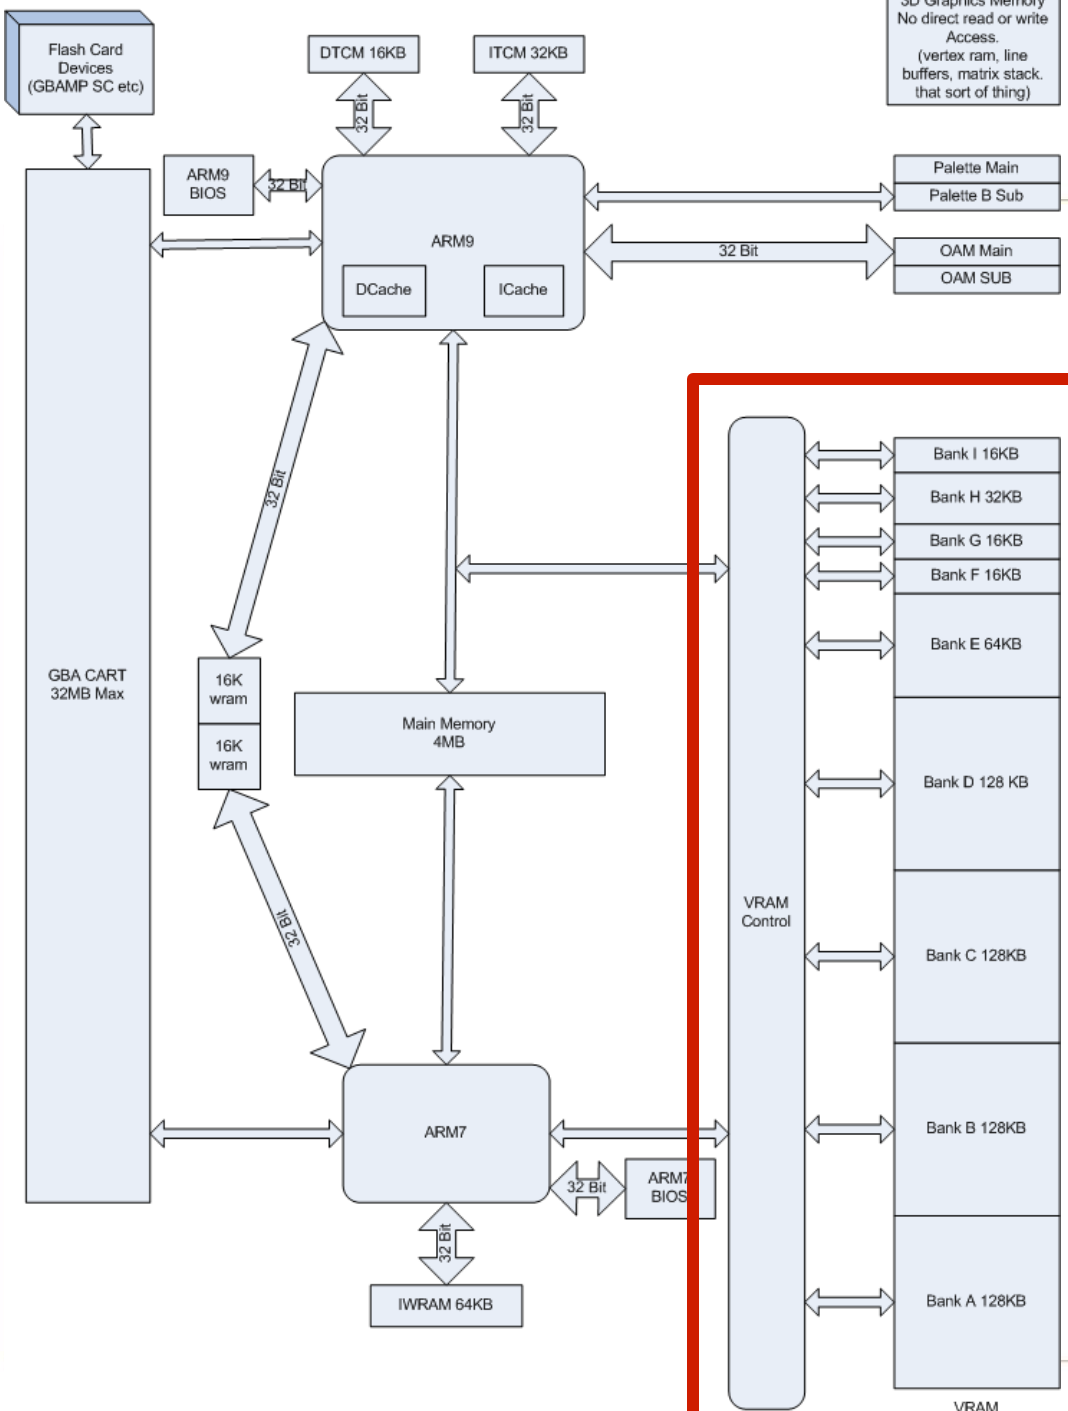 3D Graphics Memory
No direct read or write
Access.
(vertex ram, line
buffers, matrix stack.
that sort of thing)
Flash Card
Devices
(GBAMP SC etc)
DTCM 16KB
ITCM 32KB
32 Bit
32 Bit
ARM9
BIOS
32 Bit
ARM9
DCache
ICache
Palette Main
Palette B Sub
32 Bit
OAM Main
OAM SUB
32 Bit
GBA CART
32MB Max
16K
wram
16K
wram
Main Memory
4MB
32 Bit
ARM7
32 Bit
ARM7
BIOS
32 Bit
IWRAM 64KB
VRAM
Control
Bank I 16KB
Bank H 32KB
Bank G 16KB
Bank F 16KB
Bank E 64KB
Bank D 128 KB
Bank C 128KB
Bank B 128KB
Bank A 128KB
VRAM